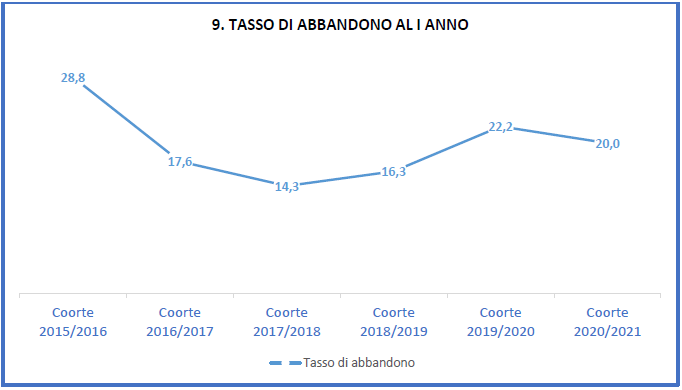 9. TASSO DI ABBANDONO AL I ANNO
28,8
17,6
14,3
16,3
22,2
20,0
Coorte 2015/2016
Coorte 2016/2017
Coorte 2017/2018
Coorte 2018/2019
Coorte 2019/2020
Coorte 2020/2021
Tasso di abbandono